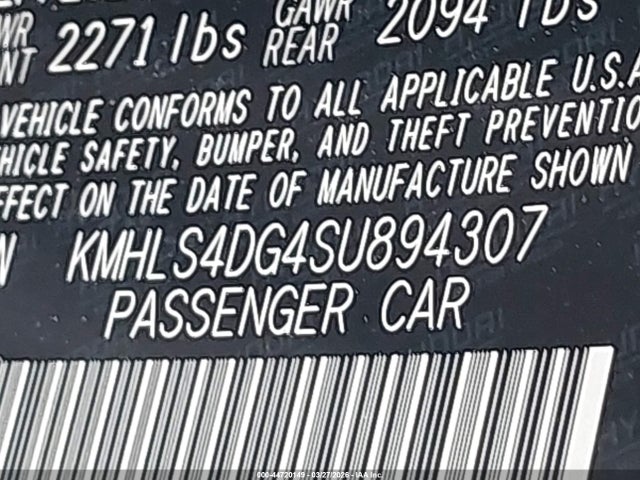 GAWR
2271 lbs REAR 2094 lbs
VEHICLE CONFORMS TO ALL APPLICABLE U.S.A
HICLE SAFETY, BUMPER, AND THEFT PREVENTIO
FFECT ON THE DATE OF MANUFACTURE SHOWN
N KMHLS4DG4SU894307
PASSENGER CAR
000-44720149 - 03/27/2026 - IAA Inc.